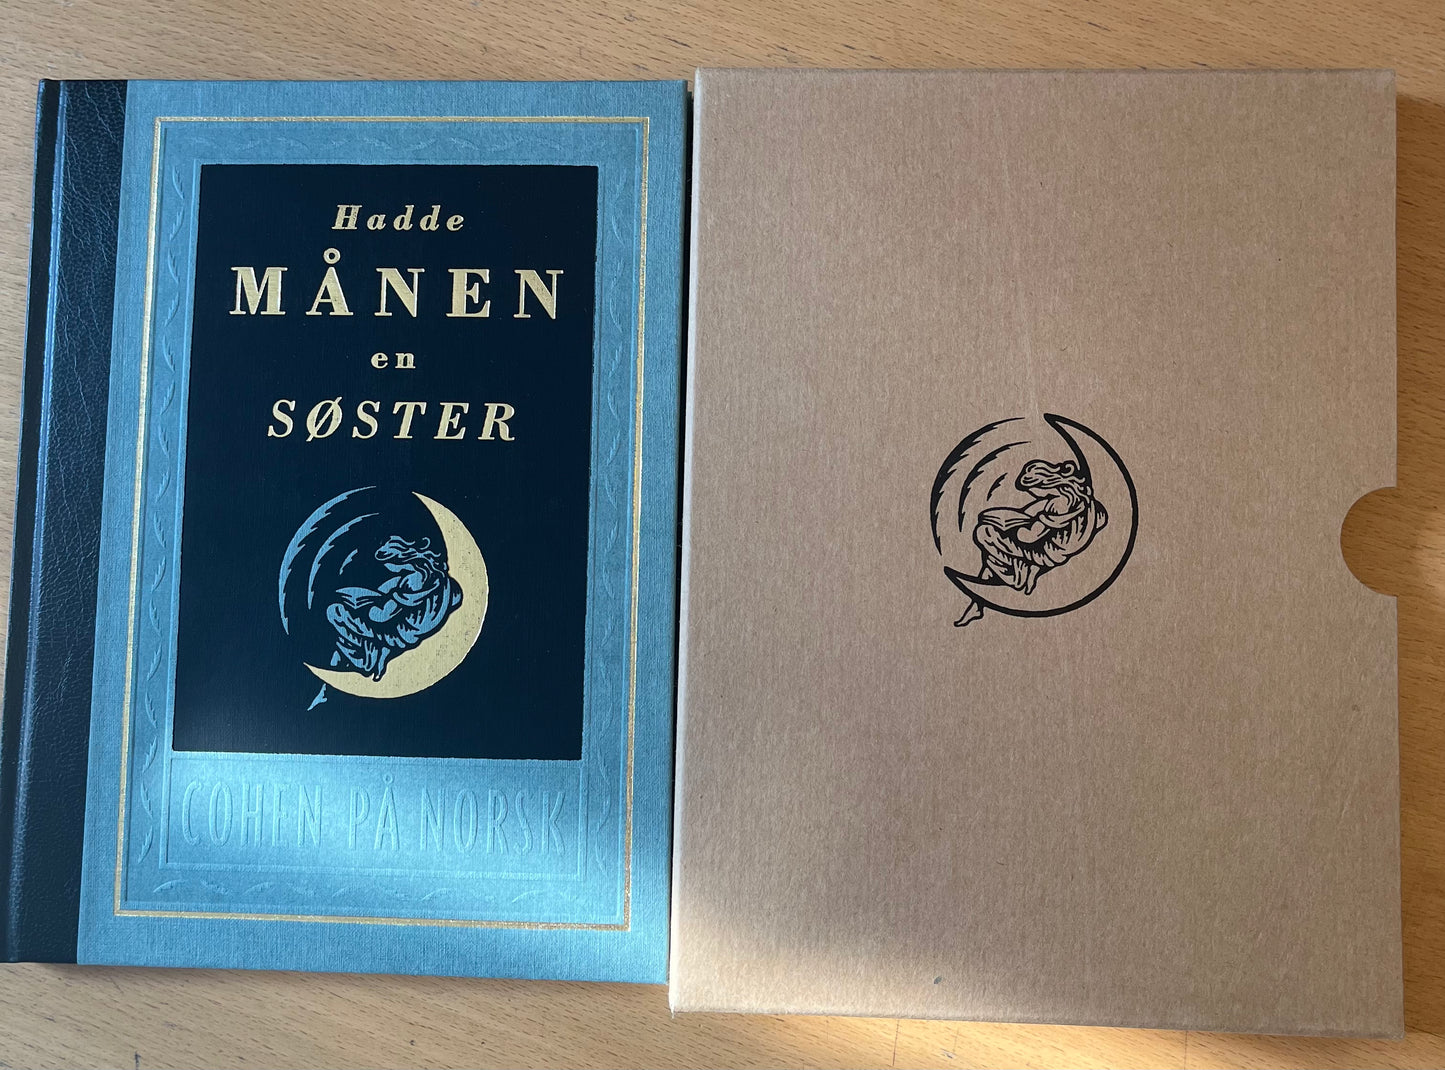 Hadde
MÅNEN
en
SØSTER
COHEN PÅ NORSK